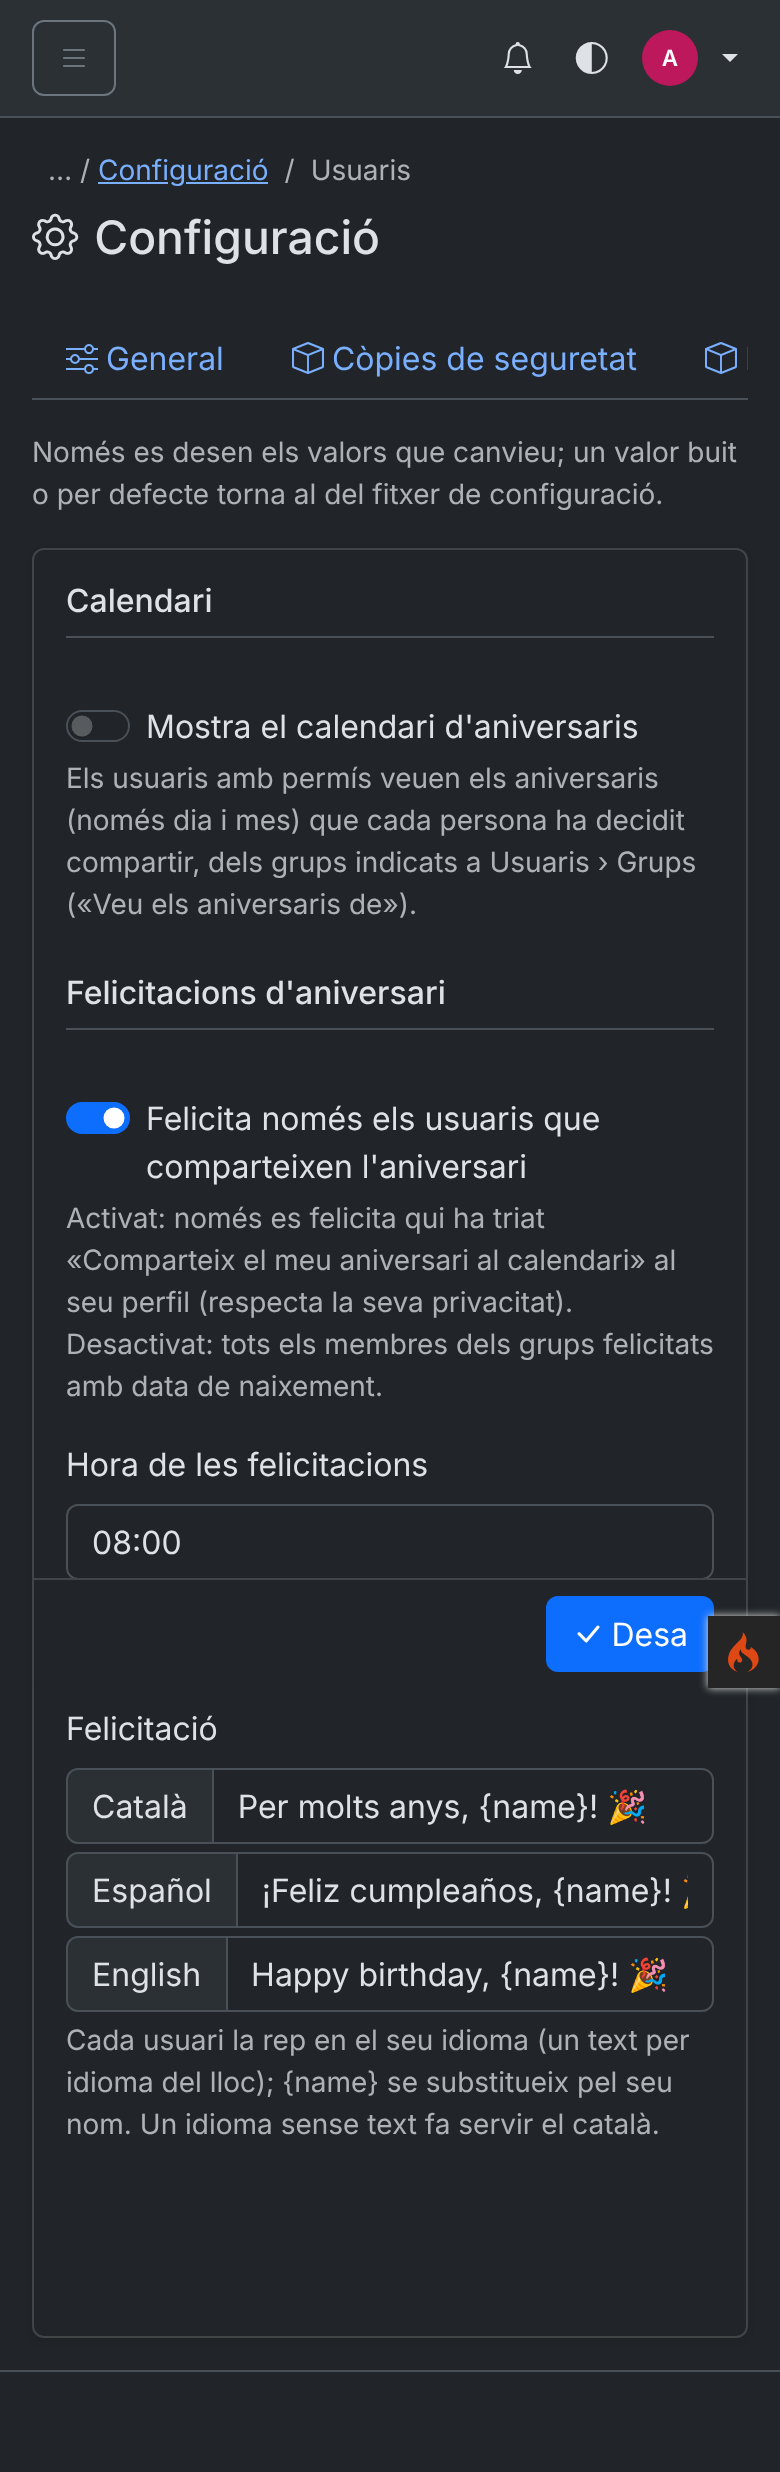 A
... / Configuració / Usuaris
Configuració
General Còpies de seguretat
Només es desen els valors que canvieu; un valor buit
o per defecte torna al del fitxer de configuració.
Calendari
Mostra el calendari d'aniversaris
Els usuaris amb permís veuen els aniversaris
(només dia i mes) que cada persona ha decidit
compartir, dels grups indicats a Usuaris › Grups
(«Veu els aniversaris de»).
Felicitacions d'aniversari
Felicita només els usuaris que
comparteixen l'aniversari
Activat: només es felicita qui ha triat
«Comparteix el meu aniversari al calendari» al
seu perfil (respecta la seva privacitat).
Desactivat: tots els membres dels grups felicitats
amb data de naixement.
Hora de les felicitacions
08:00
Desa
Felicitació
Català Per molts anys, {name}! 🎉
Español ¡Feliz cumpleaños, {name}!
English Happy birthday, {name}! 🎉
Cada usuari la rep en el seu idioma (un text per
idioma del lloc); {name} se substitueix pel seu
nom. Un idioma sense text fa servir el català.